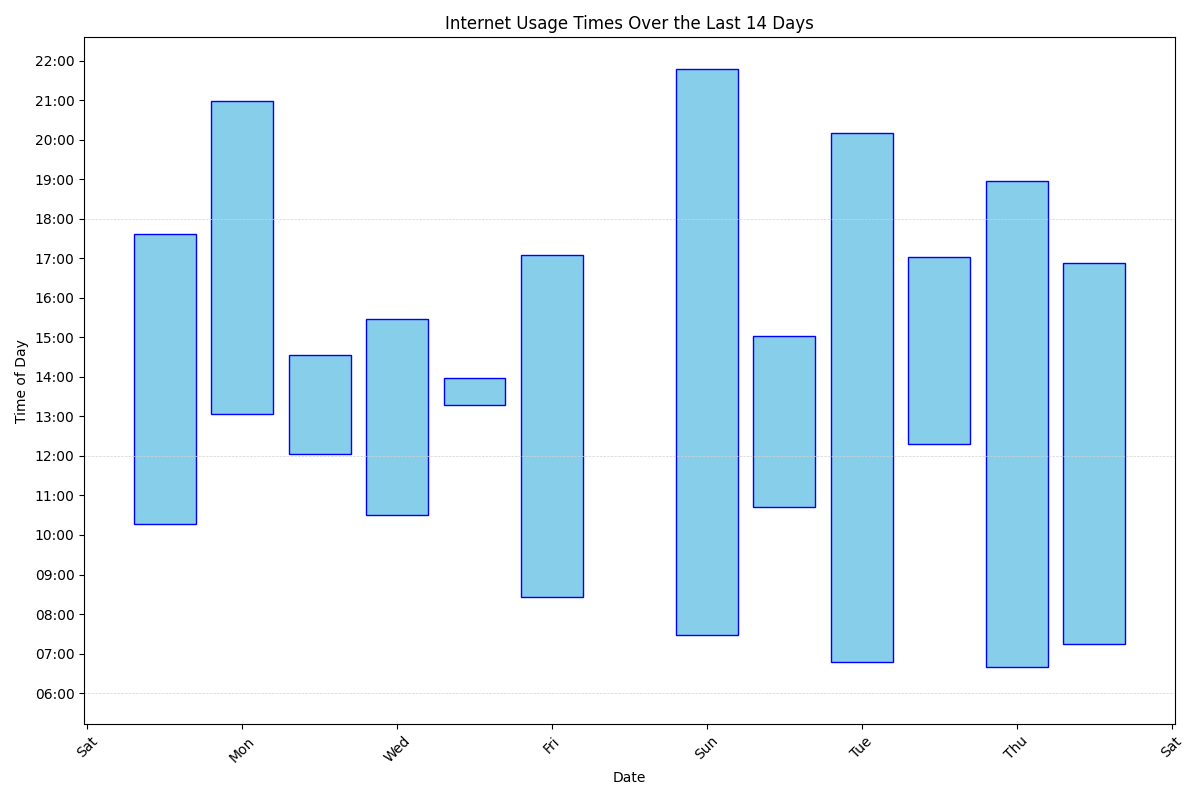 Internet Usage Times Over the Last 14 Days
22:00
21:00
20:00
19:00
18:00
17:00
16:00
15:00
14:00
13:00
12:00
11:00
10:00
09:00
08:00
07:00
06:00
Time of Day
Sat
Mon
Wed
Fri
Sun
Tue
Thu
Sat
Date